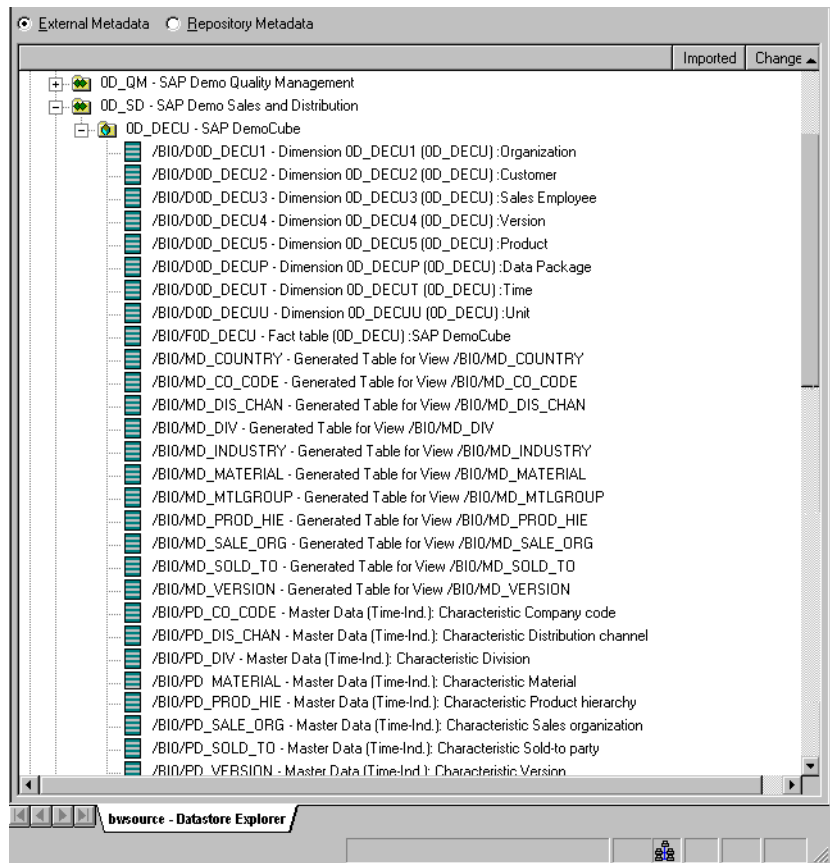 External Metadata Repository Metadata
Imported Change
0D_QM - SAP Demo Quality Management
0D_SD - SAP Demo Sales and Distribution
0D_DECU - SAP DemoCube
/BI0/D0D_DECU1 - Dimension 0D_DECU1 (0D_DECU) :Organization
/BI0/D0D_DECU2 - Dimension 0D_DECU2 (0D_DECU) :Customer
/BI0/D0D_DECU3 - Dimension 0D_DECU3 (0D_DECU) :Sales Employee
/BI0/D0D_DECU4 - Dimension 0D_DECU4 (0D_DECU) :Version
/BI0/D0D_DECU5 - Dimension 0D_DECU5 (0D_DECU) :Product
/BI0/D0D_DECUP - Dimension 0D_DECUP (0D_DECU) :Data Package
/BI0/D0D_DECUT - Dimension 0D_DECUT (0D_DECU) :Time
/BI0/D0D_DECUU - Dimension 0D_DECUU (0D_DECU) :Unit
/BI0/F0D_DECU - Fact table (0D_DECU) :SAP DemoCube
/BI0/MD_COUNTRY - Generated Table for View /BI0/MD_COUNTRY
/BI0/MD_CO_CODE - Generated Table for View /BI0/MD_CO_CODE
/BI0/MD_DIS_CHAN - Generated Table for View /BI0/MD_DIS_CHAN
/BI0/MD_DIV - Generated Table for View /BI0/MD_DIV
/BI0/MD_INDUSTRY - Generated Table for View /BI0/MD_INDUSTRY
/BI0/MD_MATERIAL - Generated Table for View /BI0/MD_MATERIAL
/BI0/MD_MTLGROUP - Generated Table for View /BI0/MD_MTLGROUP
/BI0/MD_PROD_HIE - Generated Table for View /BI0/MD_PROD_HIE
/BI0/MD_SALE_ORG - Generated Table for View /BI0/MD_SALE_ORG
/BI0/MD_SOLD_TO - Generated Table for View /BI0/MD_SOLD_TO
/BI0/MD_VERSION - Generated Table for View /BI0/MD_VERSION
/BI0/PD_CO_CODE - Master Data (Time-Ind.): Characteristic Company code
/BI0/PD_DIS_CHAN - Master Data (Time-Ind.): Characteristic Distribution channel
/BI0/PD_DIV - Master Data (Time-Ind.): Characteristic Division
/BI0/PD_MATERIAL - Master Data (Time-Ind.): Characteristic Material
/BI0/PD_PROD_HIE - Master Data (Time-Ind.): Characteristic Product hierarchy
/BI0/PD_SALE_ORG - Master Data (Time-Ind.): Characteristic Sales organization
/BI0/PD_SOLD_TO - Master Data (Time-Ind.): Characteristic Sold-to party
/BI0/PD_VERSION - Master Data (Time-Ind.): Characteristic Version
bwsource - Datastore Explorer